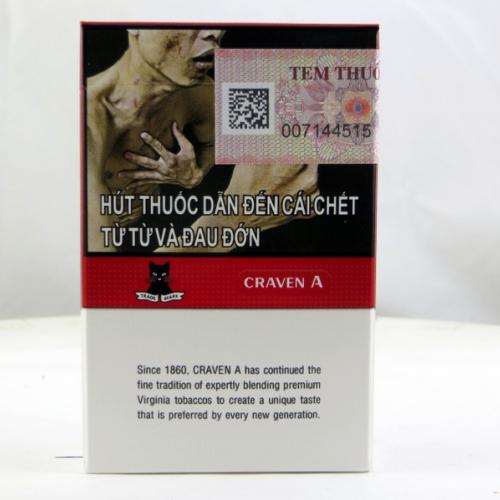 TEM THUỐ
007144515
HÚT THUỐC DẪN ĐẾN CÁI CHẾT
TỪ TỪ VÀ ĐAU ĐỚN
CRAVEN A
TRADE MARK
Since 1860, CRAVEN A has continued the
fine tradition of expertly blending premium
Virginia tobaccos to create a unique taste
that is preferred by every new generation.